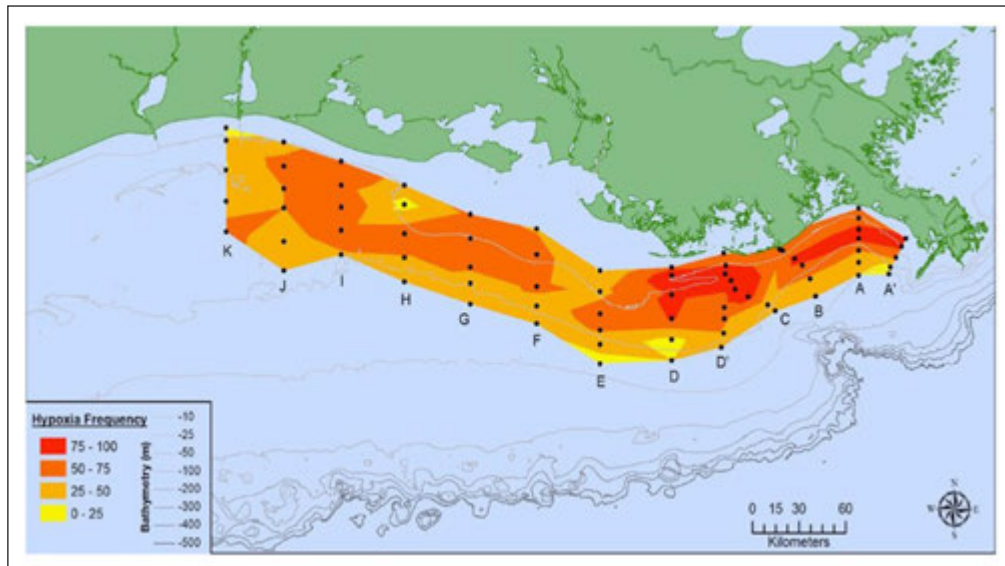 K
J
I
H
G
F
E
D
D'
C
B
A
A'
Hypoxia Frequency
75 - 100
50 - 75
25 - 50
0 - 25
Bathymetry (m)
-10
-25
-50
-100
-200
-300
-400
-500
0 15 30 60
Kilometers
N
W E
S